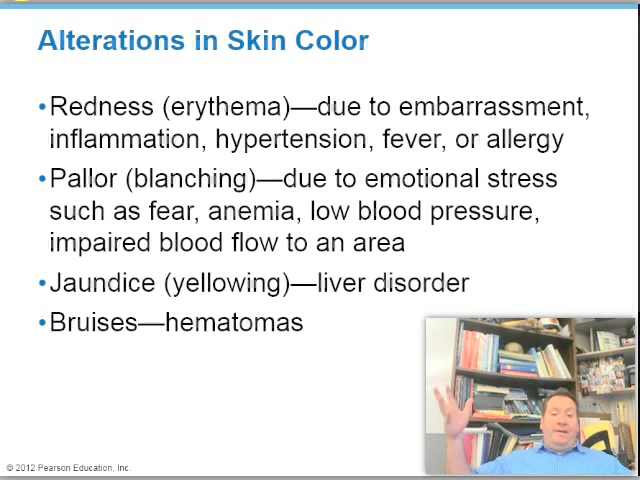 Alterations in Skin Color
•Redness (erythema)—due to embarrassment,
inflammation, hypertension, fever, or allergy
•Pallor (blanching)—due to emotional stress
such as fear, anemia, low blood pressure,
impaired blood flow to an area
•Jaundice (yellowing)—liver disorder
•Bruises—hematomas
© 2012 Pearson Education, Inc.